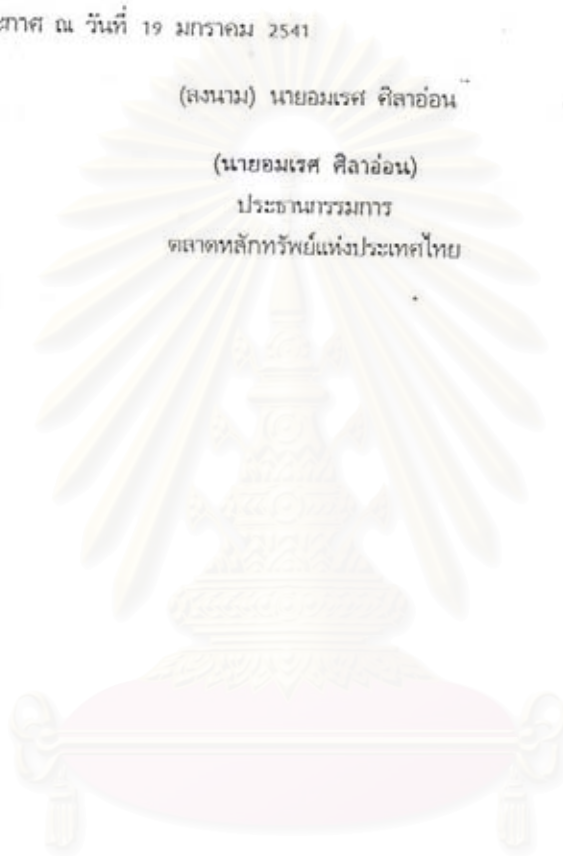 ประกาศ ณ วันที่ 19 มกราคม 2541
(ลงนาม) นายอมเรศ ศิลาอ่อน
(นายอมเรศ ศิลาอ่อน)
ประธานกรรมการ
ตลาดหลักทรัพย์แห่งประเทศไทย